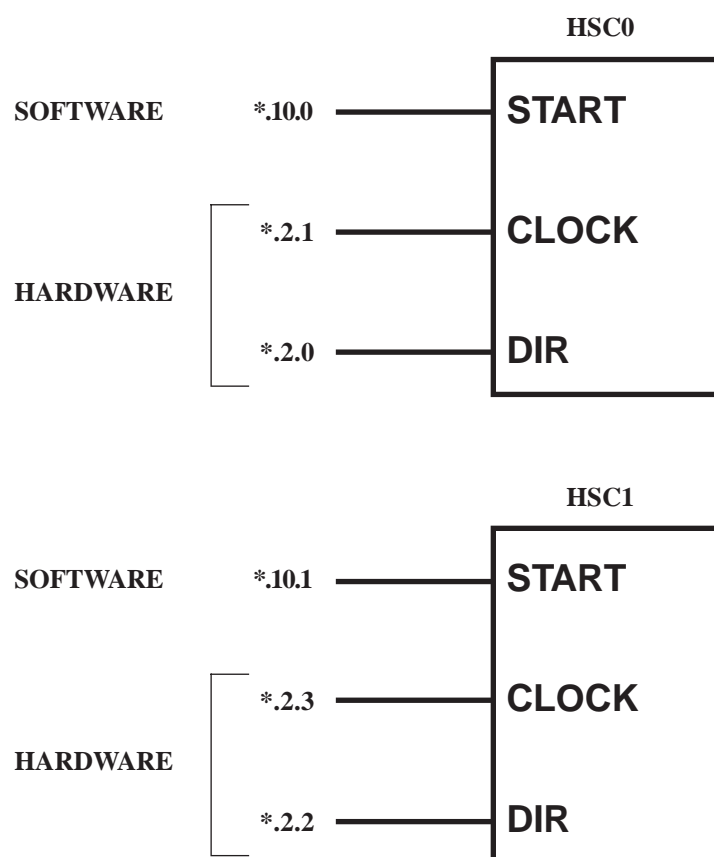 HSC0
SOFTWARE *.10.0 START
*.2.1 CLOCK
HARDWARE
*.2.0 DIR
HSC1
SOFTWARE *.10.1 START
*.2.3 CLOCK
HARDWARE
*.2.2 DIR